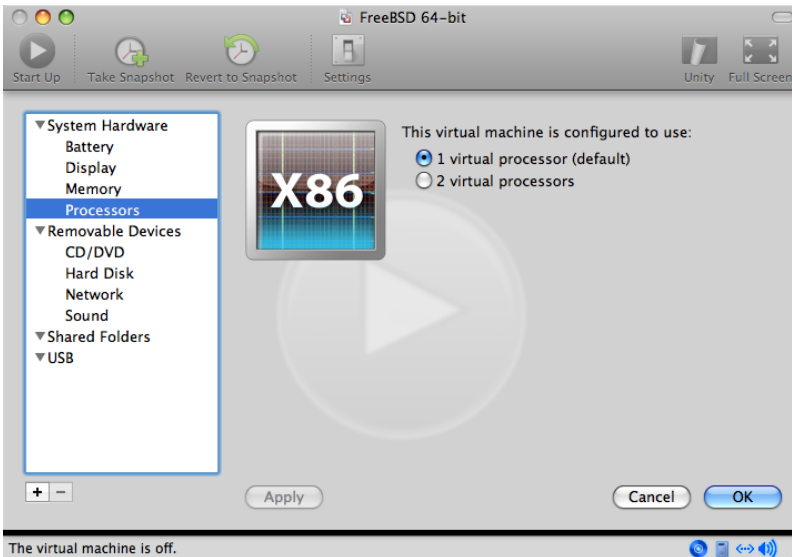 FreeBSD 64-bit
Start Up
Take Snapshot
Revert to Snapshot
Settings
Unity
Full Screen
System Hardware
Battery
Display
Memory
Processors
Removable Devices
CD/DVD
Hard Disk
Network
Sound
Shared Folders
USB
X86
This virtual machine is configured to use:
1 virtual processor (default)
2 virtual processors
+ −
Apply
Cancel
OK
The virtual machine is off.